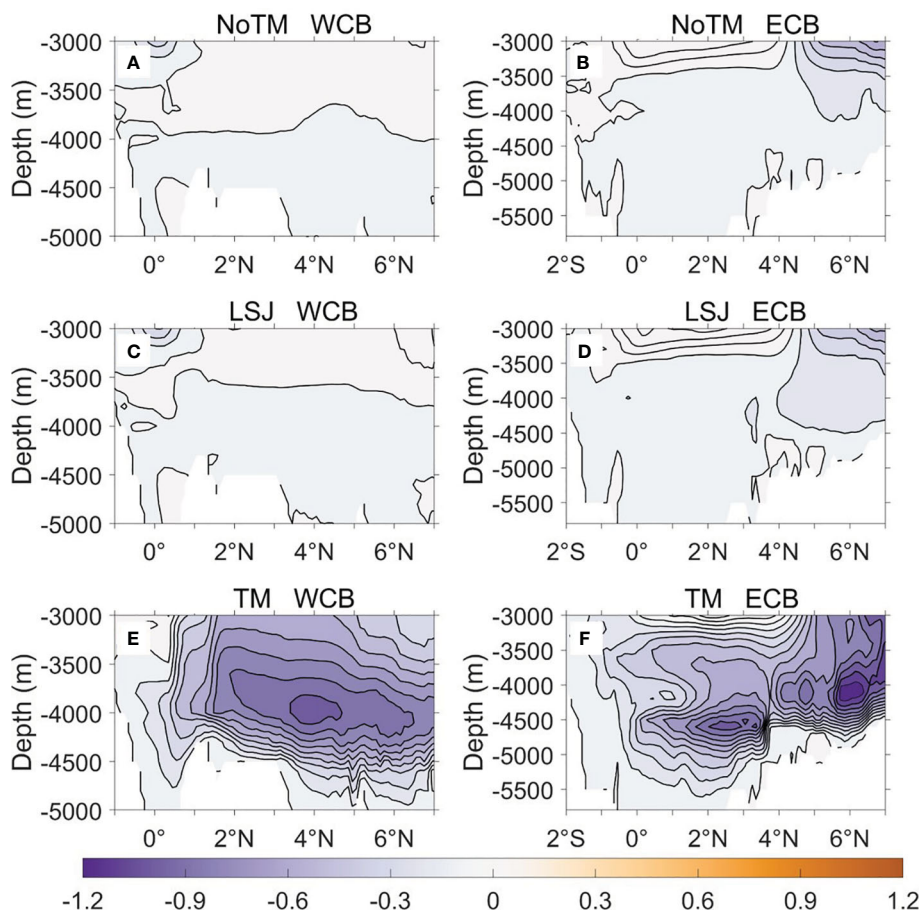 NoTM WCB
NoTM ECB
-3000
-3500
-4000
-4500
-5000
Depth (m)
A
0°
2°N
4°N
6°N
-3000
-3500
-4000
-4500
-5000
-5500
Depth (m)
B
2°S
0°
2°N
4°N
6°N
LSJ WCB
LSJ ECB
-3000
-3500
-4000
-4500
-5000
Depth (m)
C
0°
2°N
4°N
6°N
-3000
-3500
-4000
-4500
-5000
-5500
Depth (m)
D
2°S
0°
2°N
4°N
6°N
TM WCB
TM ECB
-3000
-3500
-4000
-4500
-5000
Depth (m)
E
0°
2°N
4°N
6°N
-3000
-3500
-4000
-4500
-5000
-5500
Depth (m)
F
2°S
0°
2°N
4°N
6°N
-1.2 -0.9 -0.6 -0.3 0 0.3 0.6 0.9 1.2